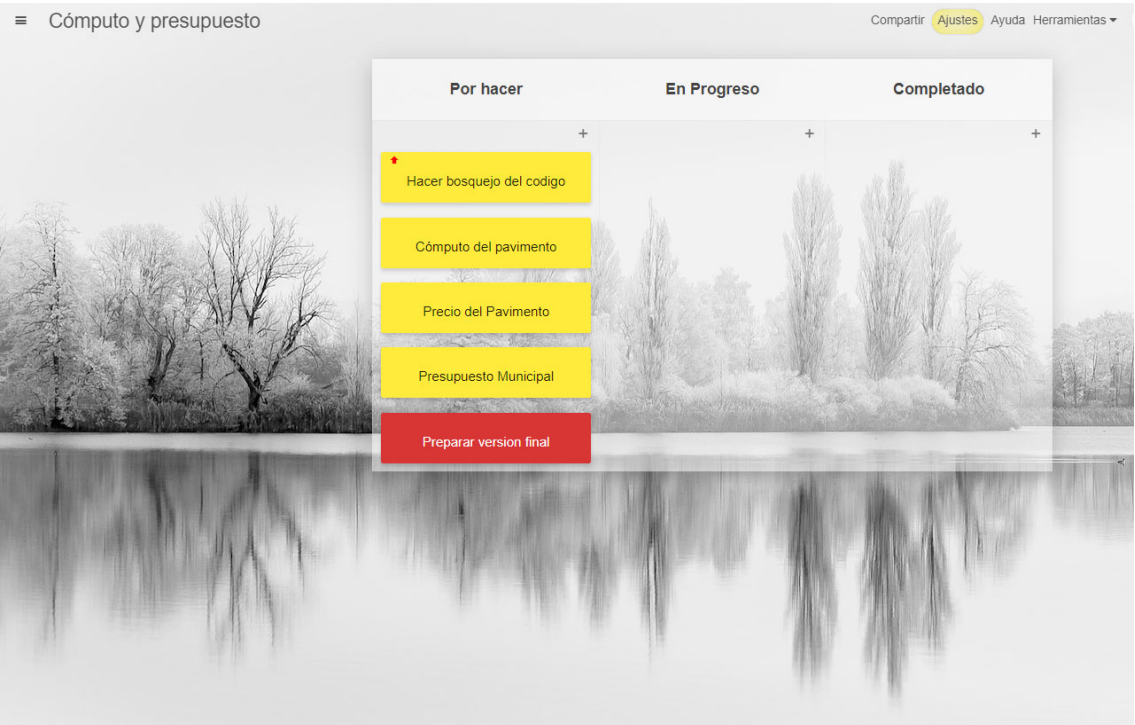 Cómputo y presupuesto
Compartir Ajustes Ayuda Herramientas
Por hacer En Progreso Completado
Hacer bosquejo del codigo
Cómputo del pavimento
Precio del Pavimento
Presupuesto Municipal
Preparar version final